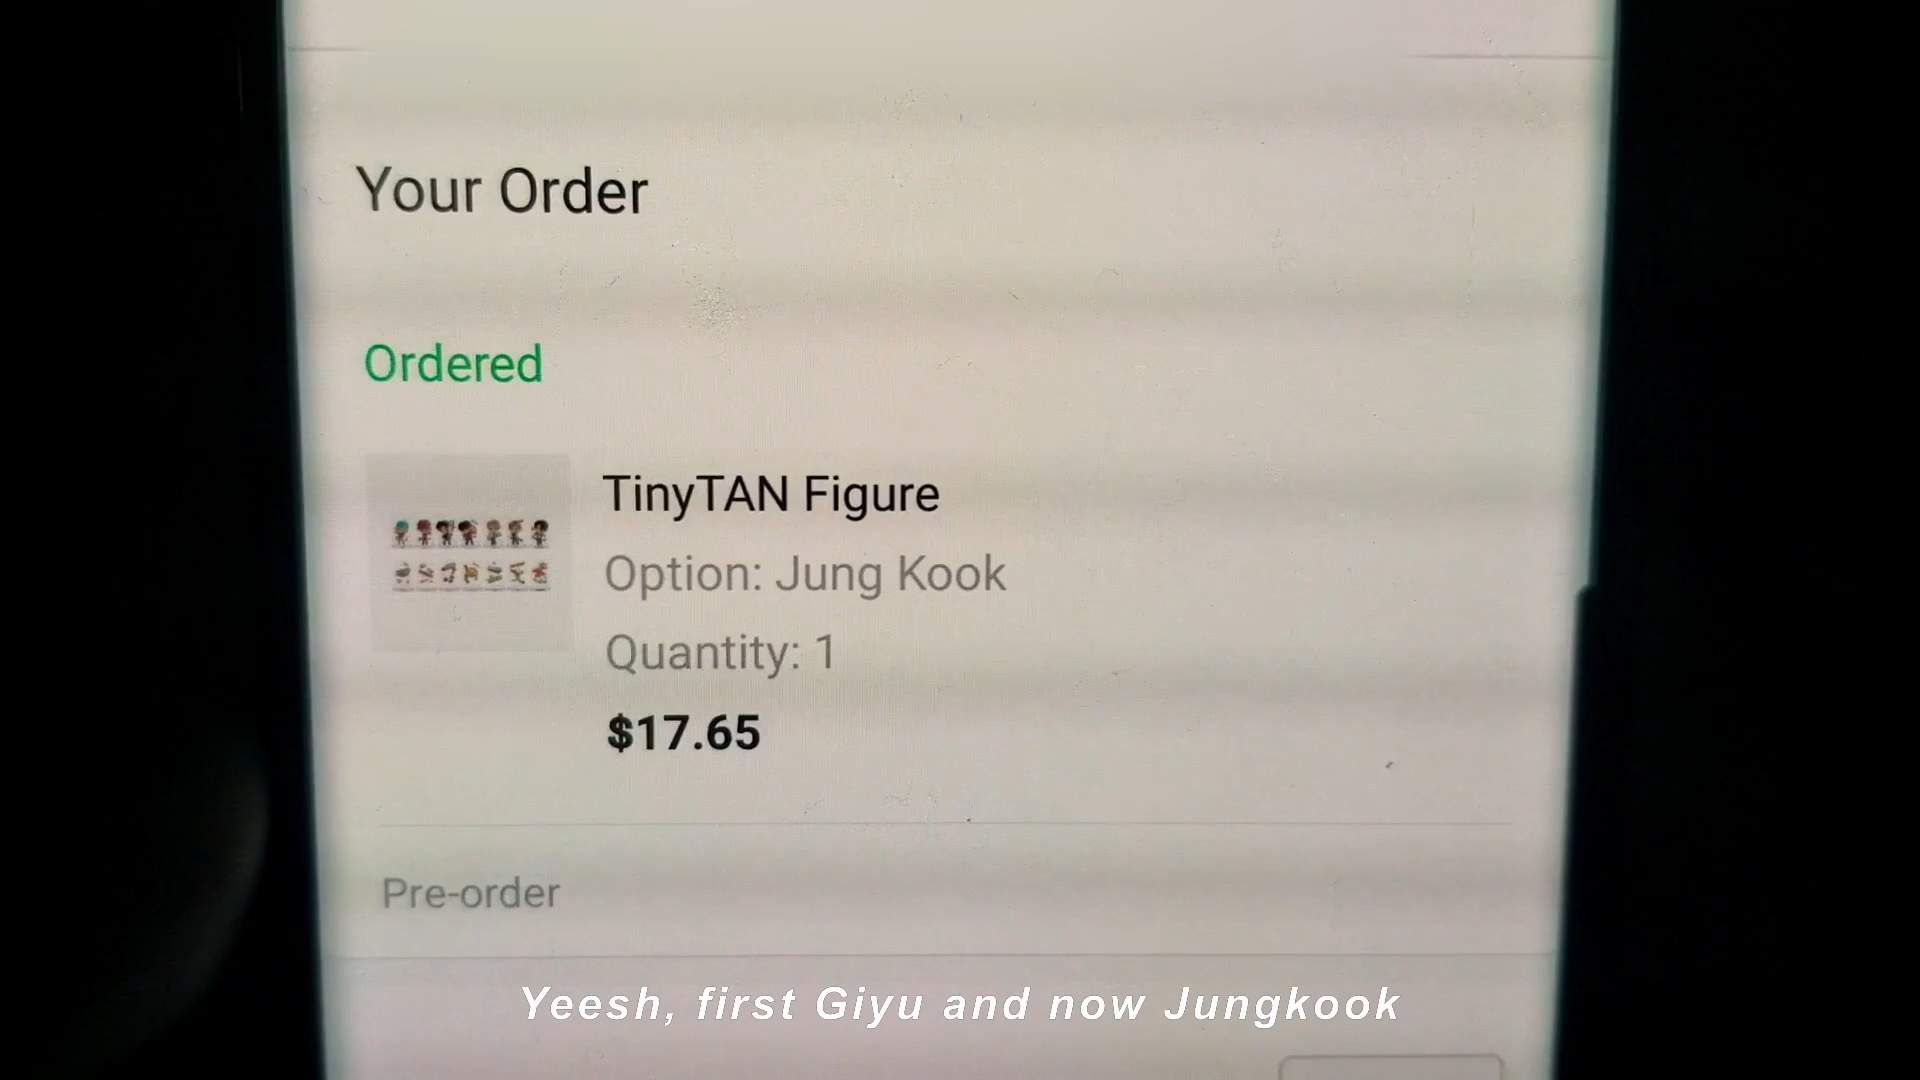 Your Order
Ordered
TinyTAN Figure
Option: Jung Kook
Quantity: 1
$17.65
Pre-order
Yeesh, first Giyu and now Jungkook